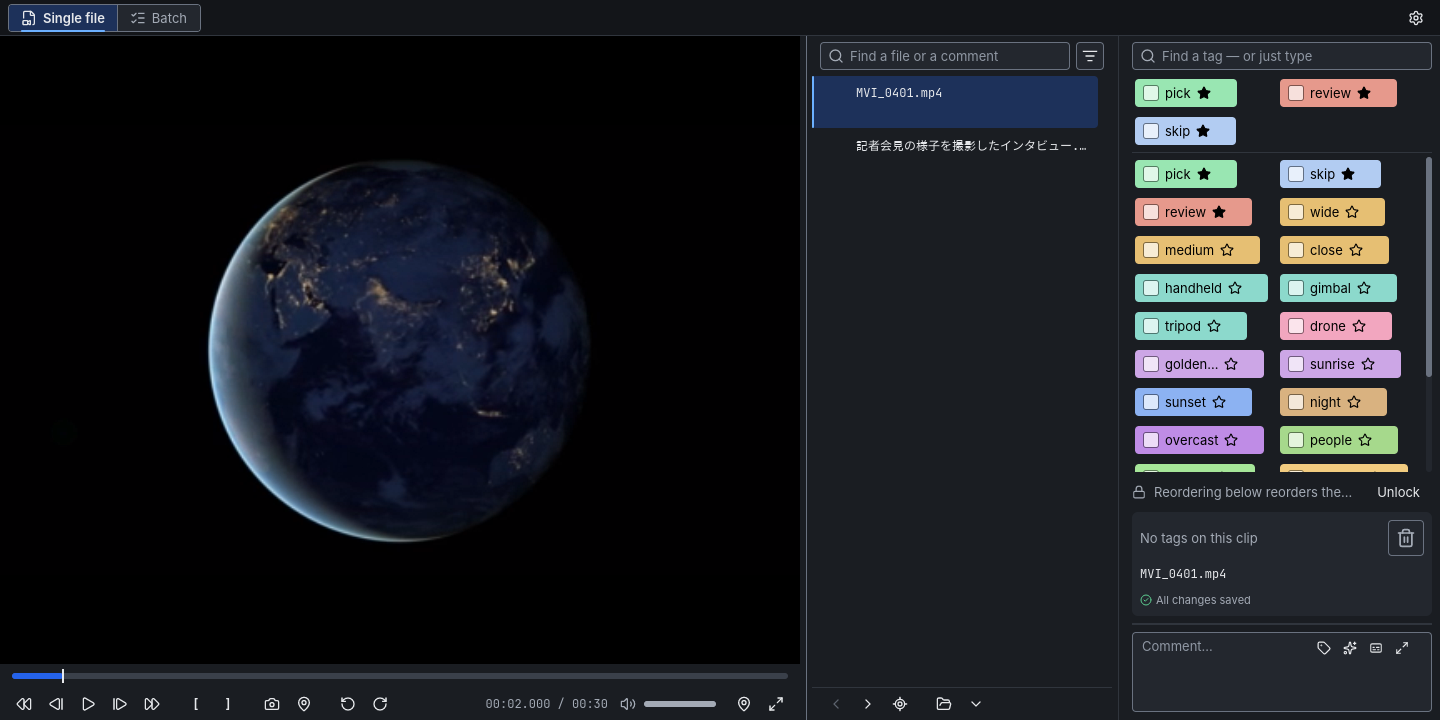 Single file
Batch
Find a file or a comment
Find a tag — or just type
MVI_0401.mp4
記者会見の様子を撮影したインタビュー.…
pick
review
skip
pick
skip
review
wide
medium
close
handheld
gimbal
tripod
drone
golden...
sunrise
sunset
night
overcast
people
Reordering below reorders the...
Unlock
No tags on this clip
MVI_0401.mp4
All changes saved
Comment...
[ ]
00:02.000 / 00:30